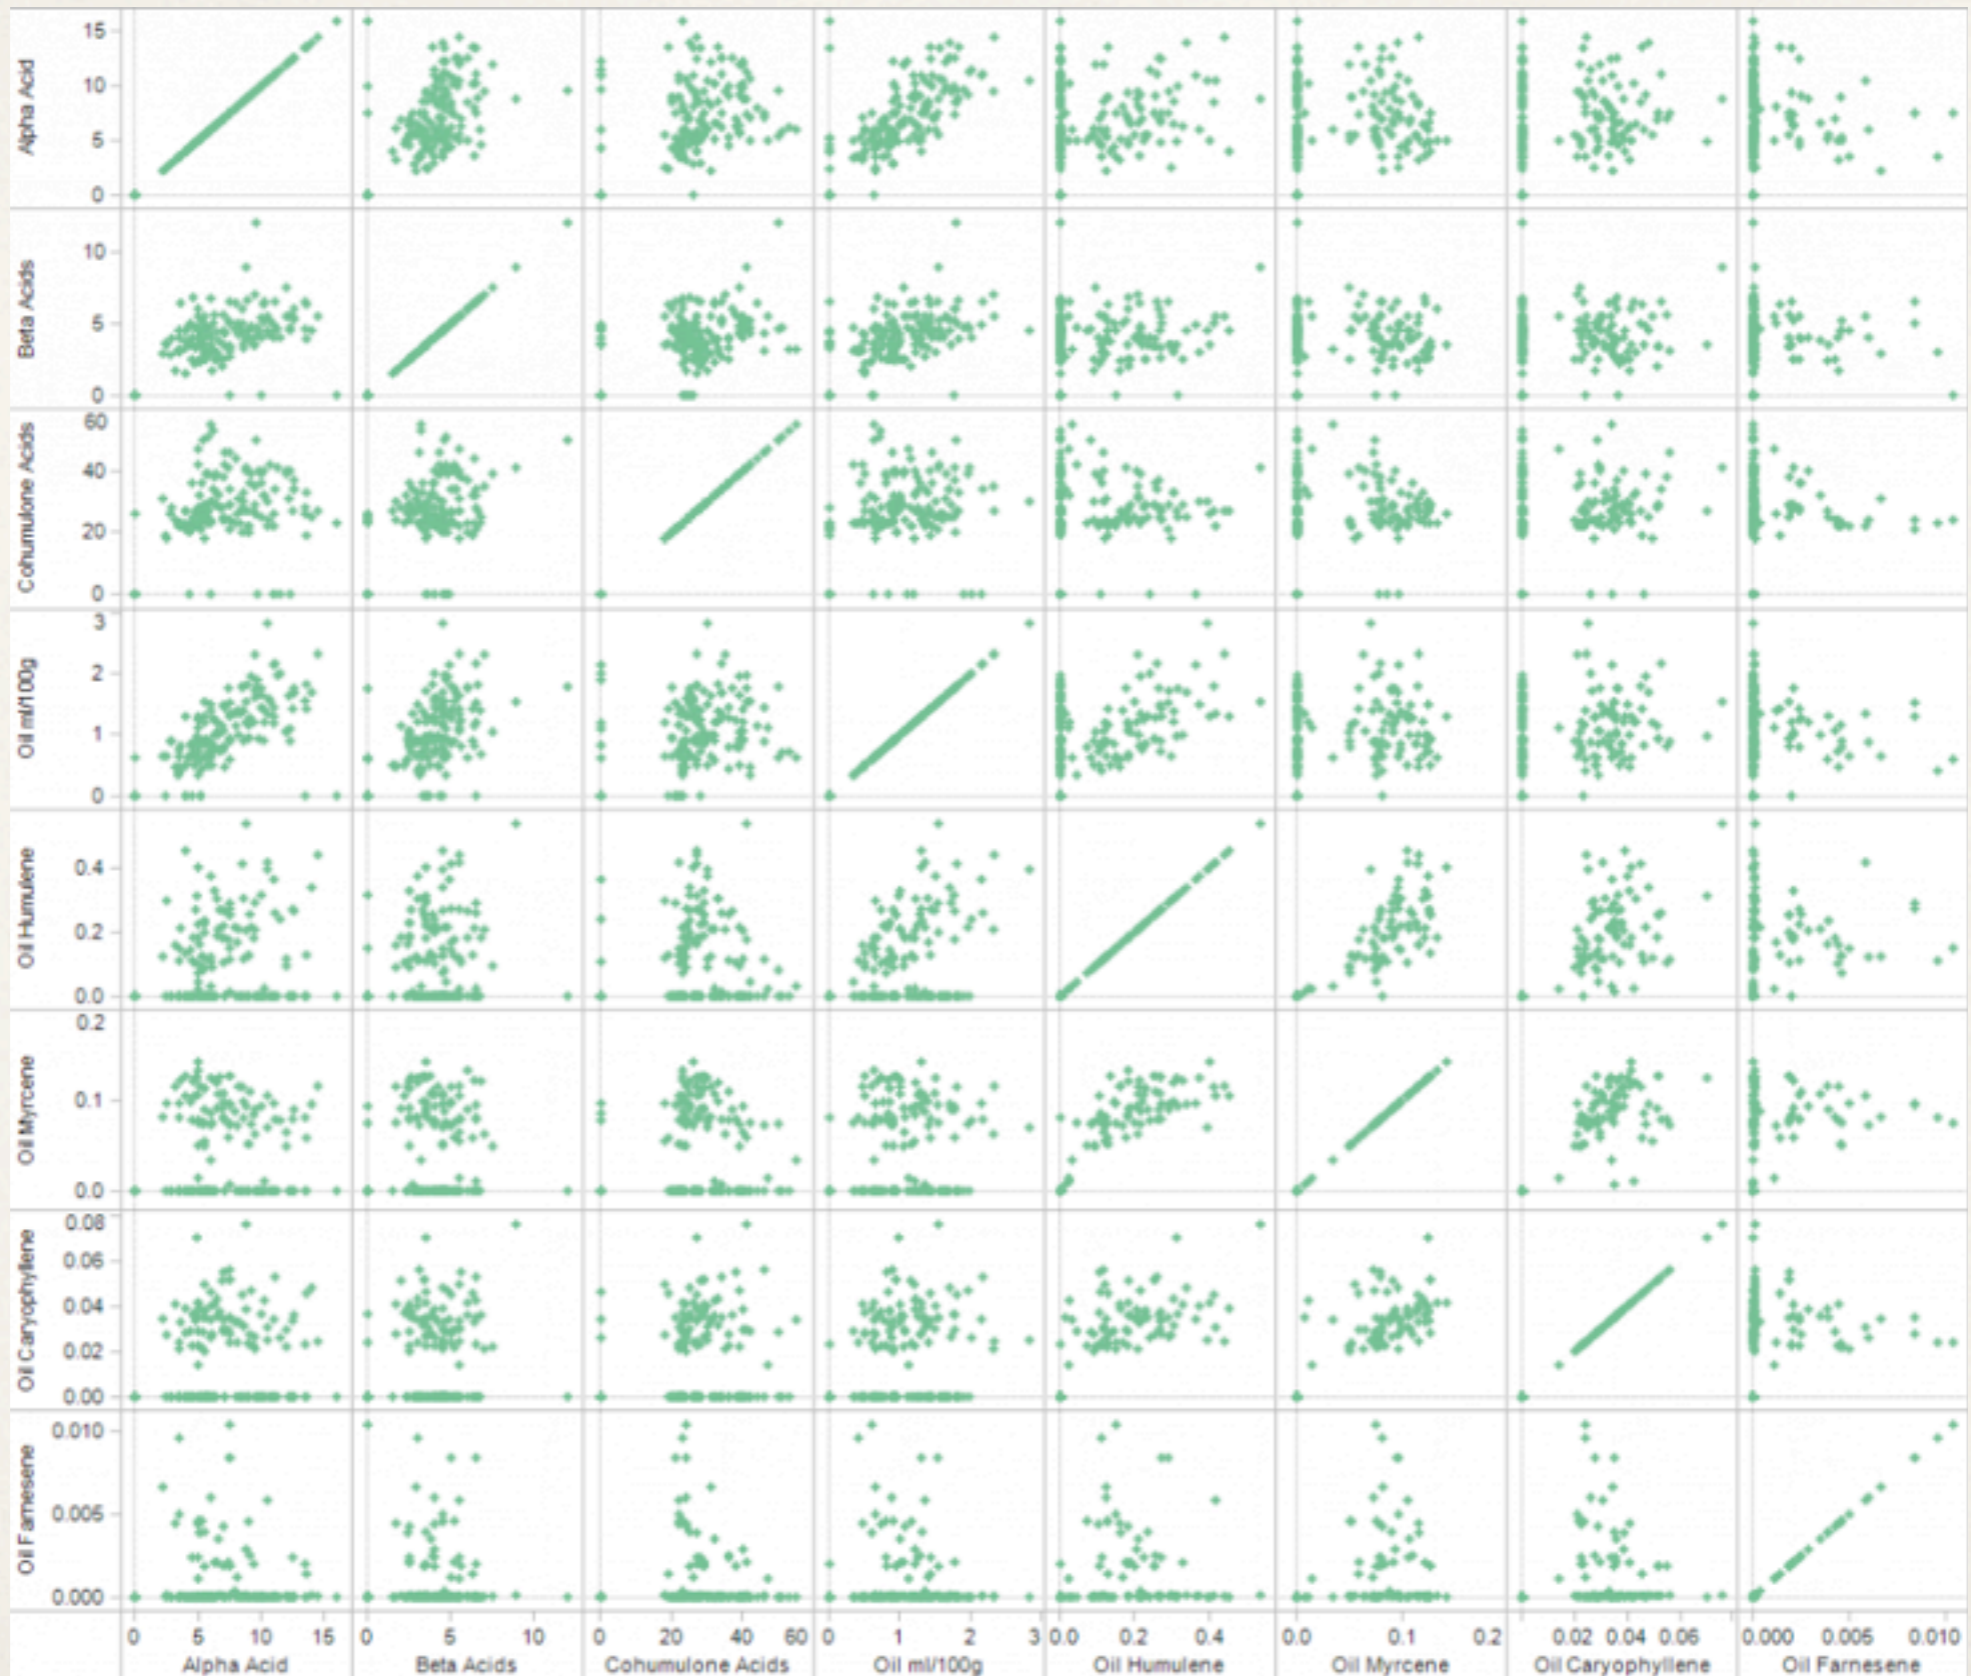 Alpha Acid
15
10
5
0
Beta Acids
10
5
0
Cohumulone Acids
60
40
20
0
Oil ml/100g
3
2
1
0
Oil Humulene
0.4
0.2
0.0
Oil Myrcene
0.2
0.1
0.0
Oil Caryophyllene
0.08
0.06
0.04
0.02
0.00
Oil Farnesene
0.010
0.005
0.000
0 5 10 15 0 5 10 0 20 40 60 0 1 2 3 0.0 0.2 0.4 0.0 0.1 0.2 0.02 0.04 0.06 0.000 0.005 0.010
Alpha Acid Beta Acids Cohumulone Acids Oil ml/100g Oil Humulene Oil Myrcene Oil Caryophyllene Oil Farnesene